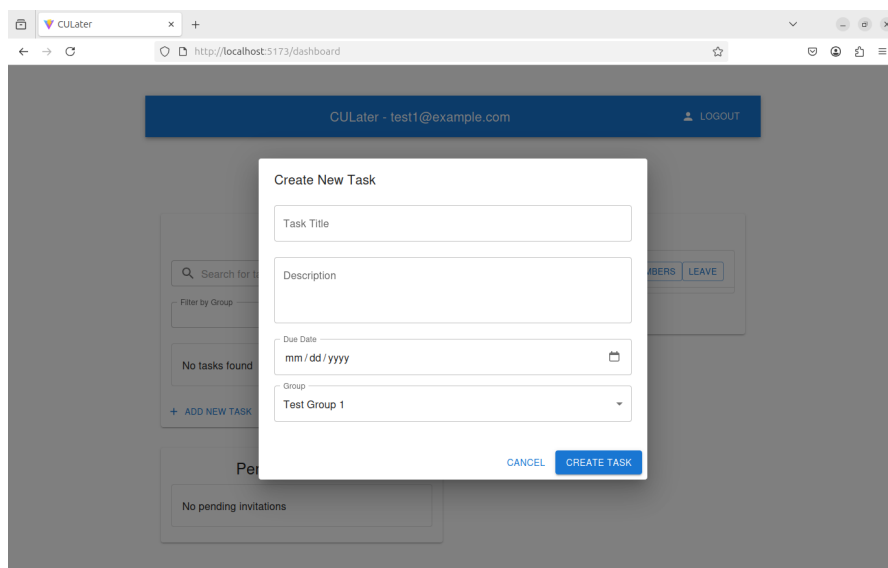 CULater
http://localhost:5173/dashboard
CULater - test1@example.com
LOGOUT
Create New Task
Task Title
Description
Due Date
mm/dd/yyyy
Group
Test Group 1
CANCEL
CREATE TASK
Search for t
Filter by Group
No tasks found
+ ADD NEW TASK
MBERS
LEAVE
Per
No pending invitations